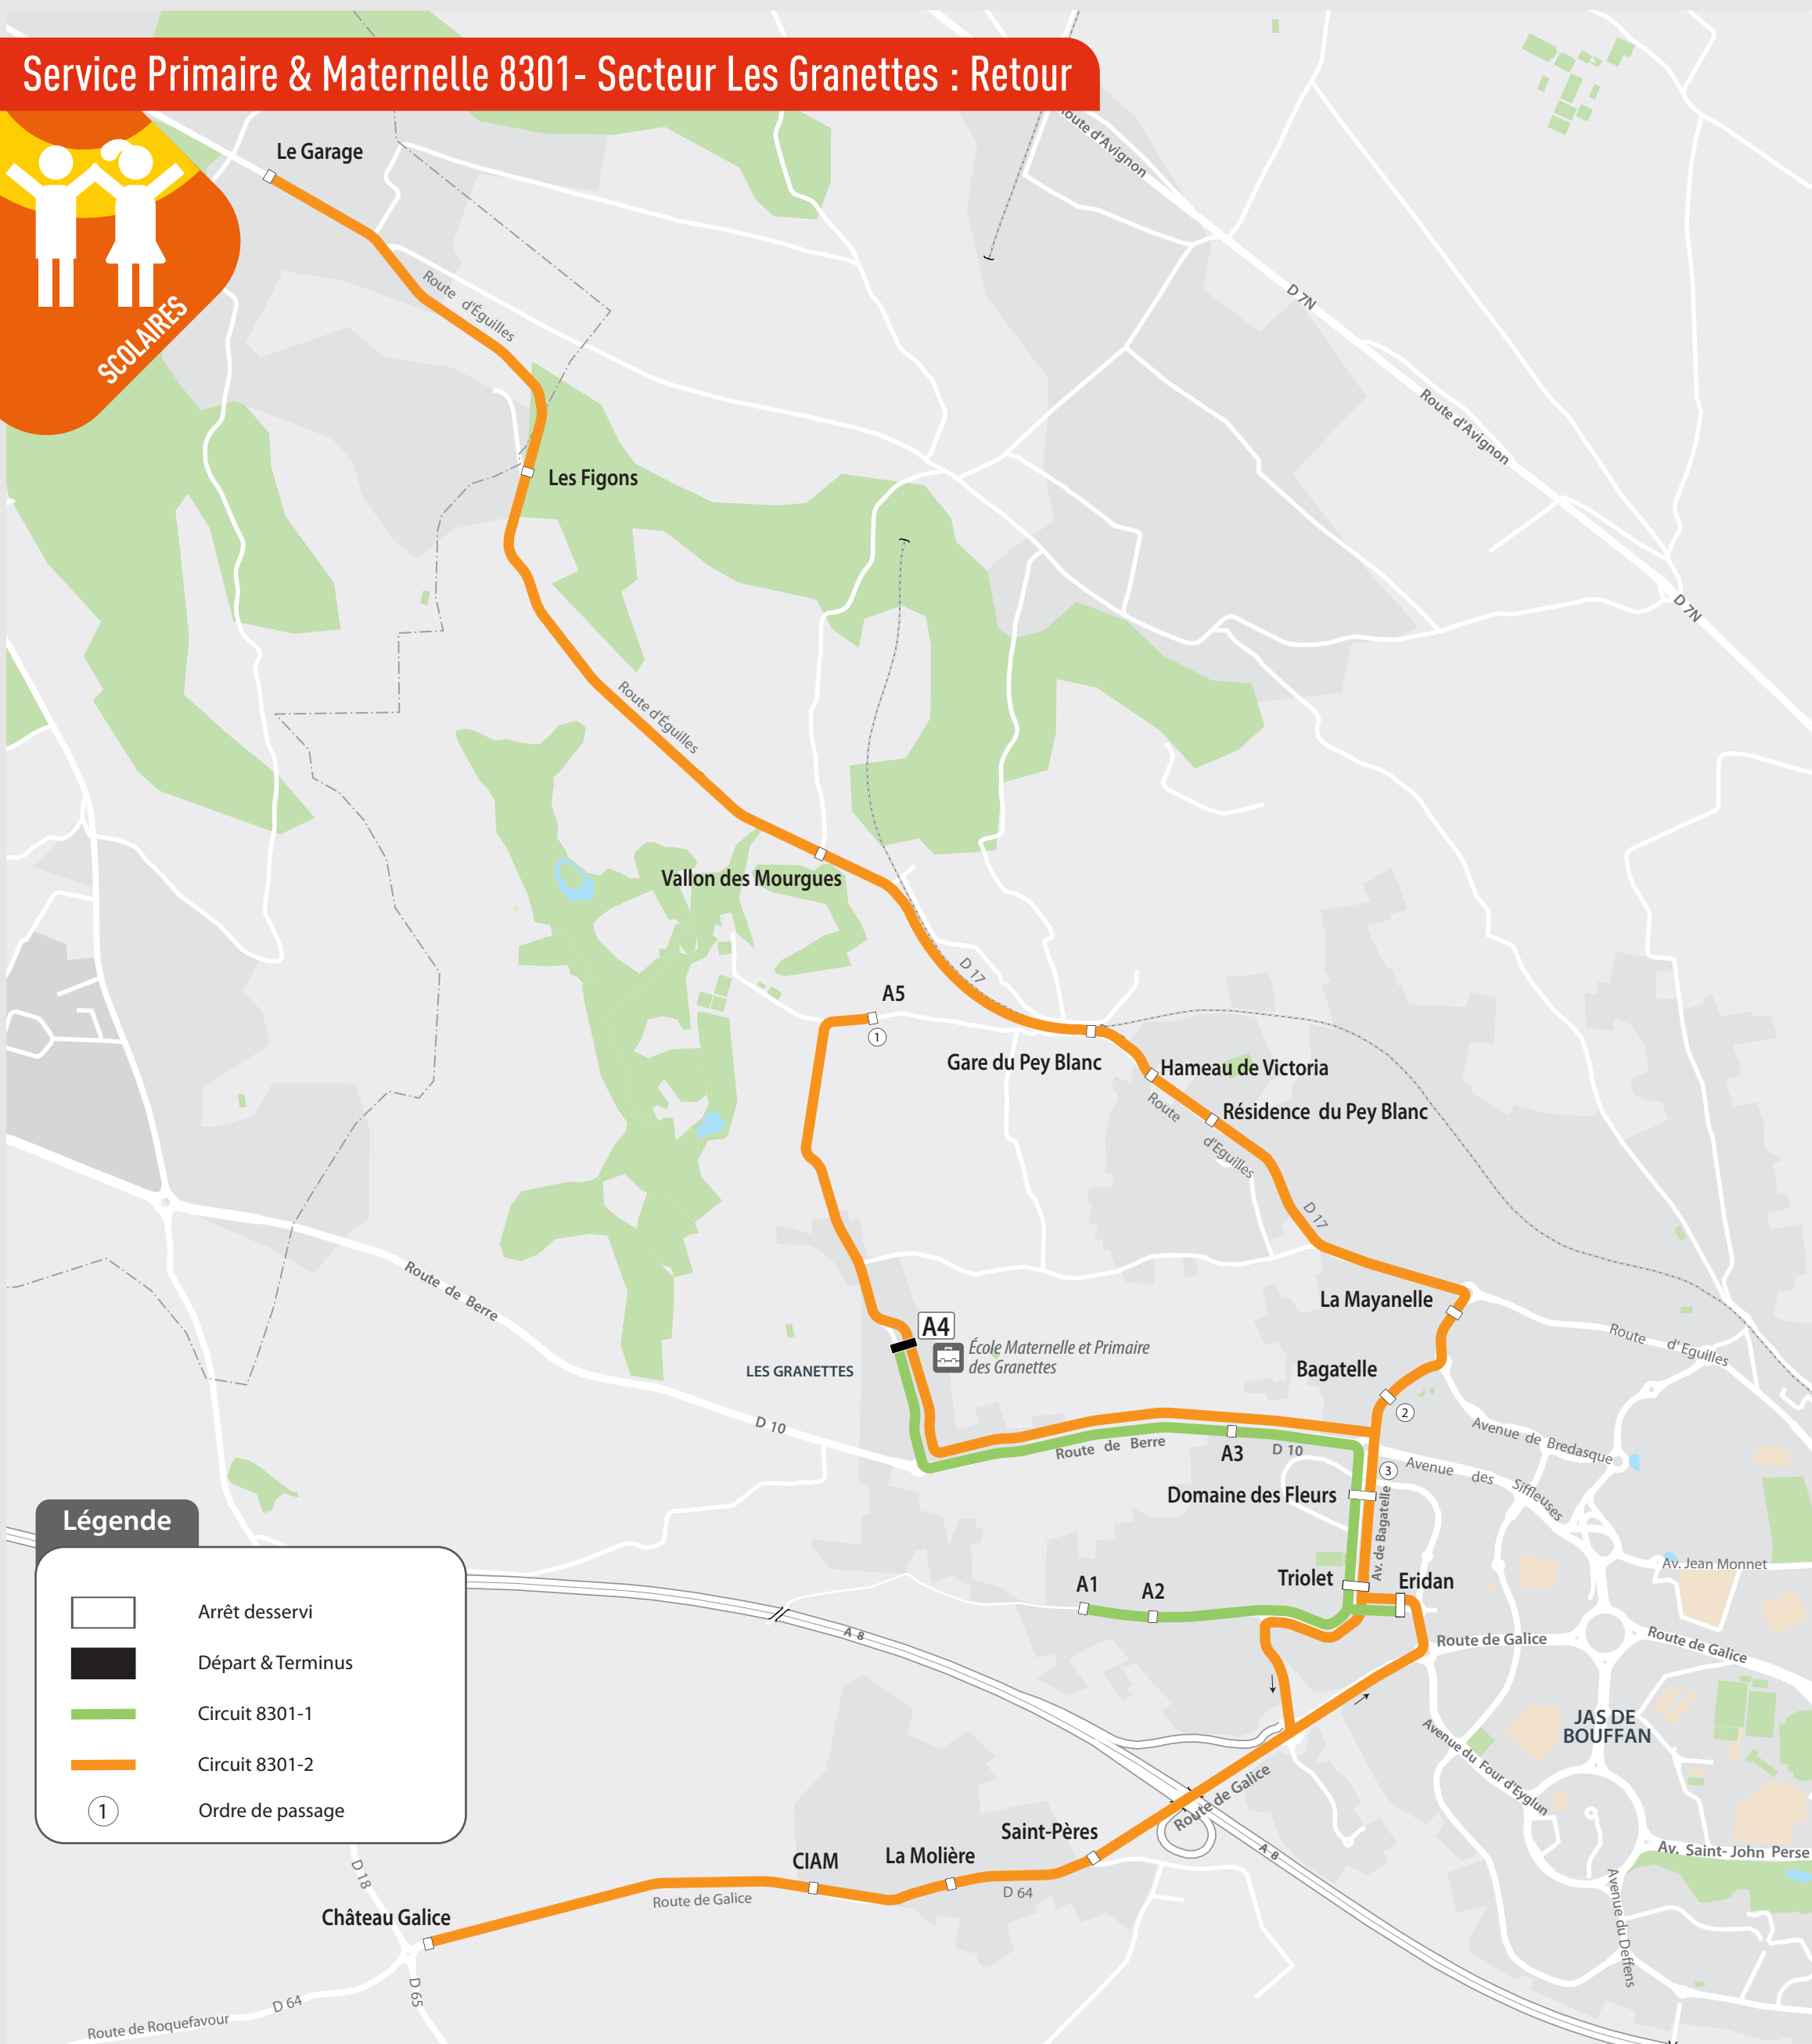 Service Primaire & Maternelle 8301- Secteur Les Granettes : Retour
SCOLAIRES
Le Garage
Route d'Avignon
Route d'Éguilles
D 7N
Route d'Avignon
Les Figons
D 7N
Route d'Éguilles
Vallon des Mourgues
D 17
A5
1
Gare du Pey Blanc
Hameau de Victoria
Route d'Eguilles
Résidence du Pey Blanc
D 17
Route de Berre
La Mayanelle
Route d'Eguilles
A4
École Maternelle et Primaire
des Granettes
LES GRANETTES
Bagatelle
2
D 10
Route de Berre
A3
D 10
Avenue de Bredasque
3
Avenue des Siffleuses
Domaine des Fleurs
Av. de Bagatelle
Av. Jean Monnet
A1
A2
Triolet
Eridan
A 8
Route de Galice
Route de Galice
JAS DE
BOUFFAN
Avenue du Four d'Eyglun
Route de Galice
A 8
Av. Saint- John Perse
Avenue du Deffens
Saint-Pères
La Molière
CIAM
D 64
Route de Galice
Château Galice
D 18
D 65
D 64
Route de Roquefavour
Légende
Arrêt desservi
Départ & Terminus
Circuit 8301-1
Circuit 8301-2
1 Ordre de passage